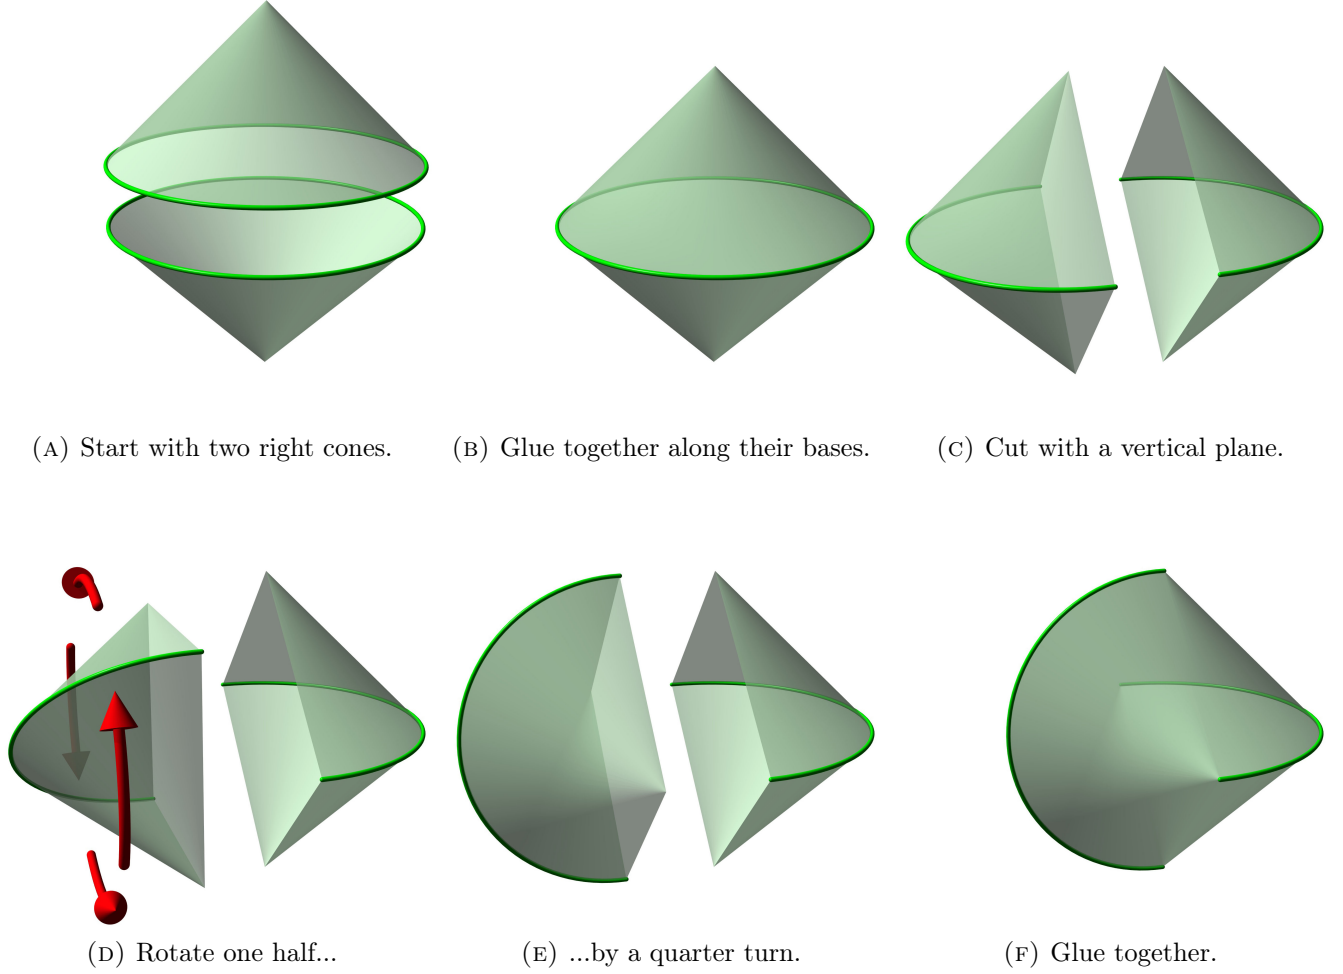 (A) Start with two right cones.
(B) Glue together along their bases.
(C) Cut with a vertical plane.
(D) Rotate one half...
(E) ...by a quarter turn.
(F) Glue together.